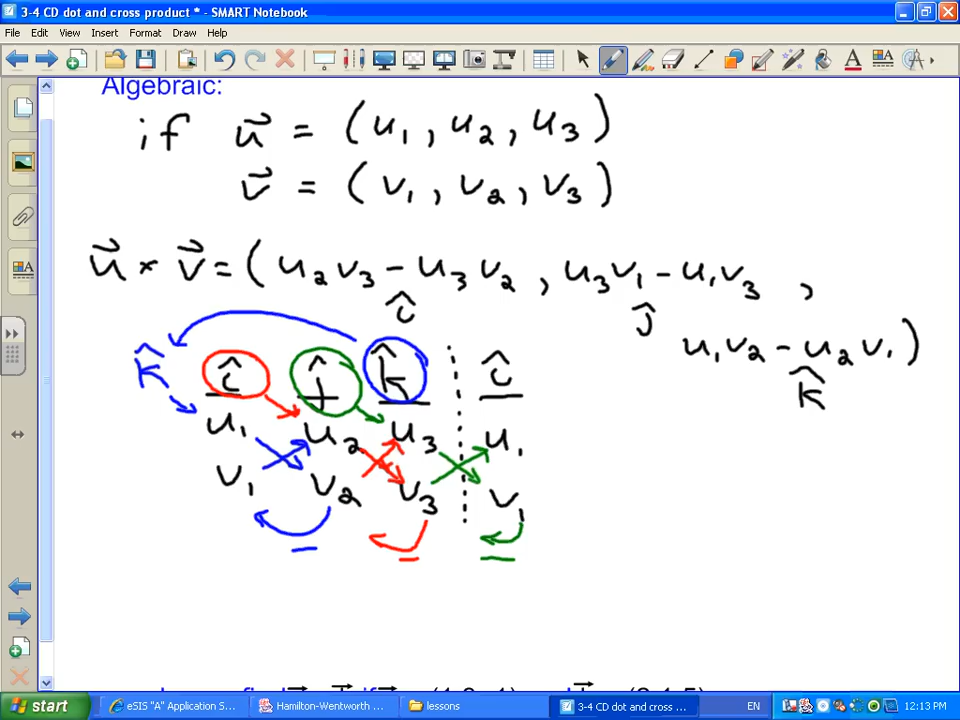 3-4 CD dot and cross product * - SMART Notebook
File Edit View Insert Format Draw Help
Algebraic:
if u⃗ = (u₁, u₂, u₃)
v⃗ = (v₁, v₂, v₃)
u⃗ × v⃗ = (u₂v₃ - u₃v₂, u₃v₁ - u₁v₃,
î ĵ
u₁v₂ - u₂v₁)
k̂
k̂ î ĵ k̂ î
u₁ u₂ u₃ u₁
v₁ v₂ v₃ v₁
start eSIS "A" Application S... Hamilton-Wentworth ... lessons 3-4 CD dot and cross ... EN 12:13 PM